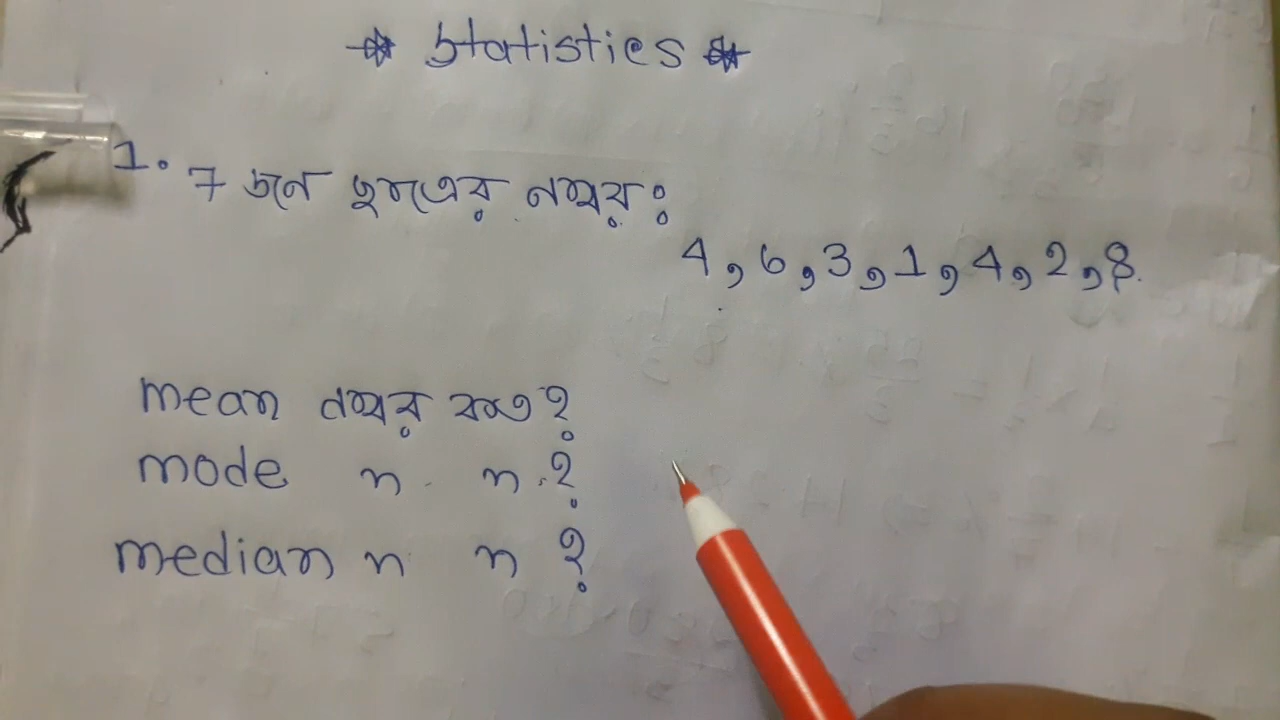 * Statistics *
1. 7 জন ছাত্রের নম্বর:
4, 6, 3, 1, 4, 2, 8.
mean নম্বর কত?
mode " " ?
median " " ?